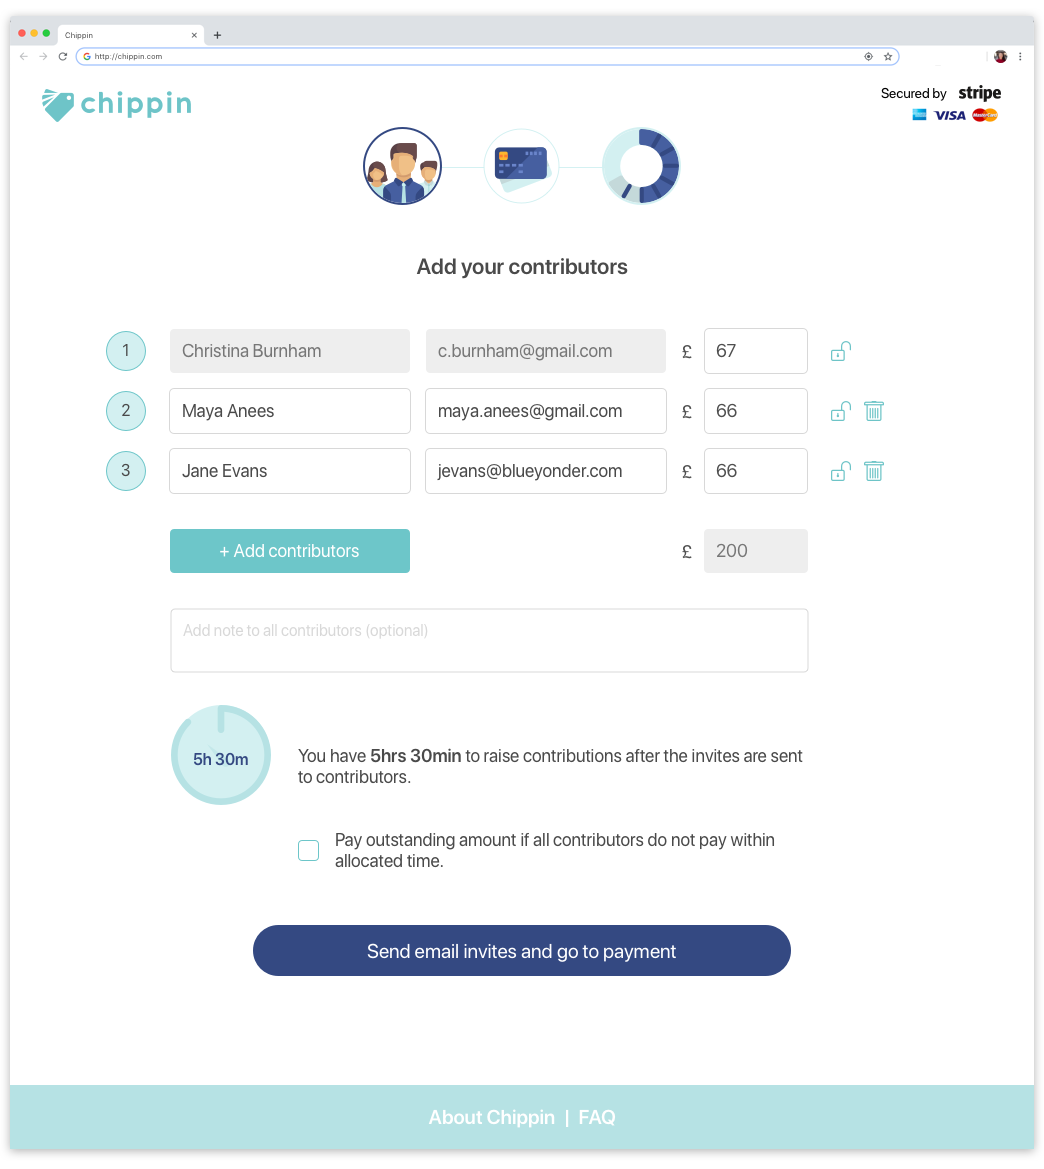 Chippin
http://chippin.com
chippin
Secured by stripe
VISA MasterCard
Add your contributors
1 Christina Burnham c.burnham@gmail.com £ 67
2 Maya Anees maya.anees@gmail.com £ 66
3 Jane Evans jevans@blueyonder.com £ 66
+ Add contributors £ 200
Add note to all contributors (optional)
5h 30m
You have 5hrs 30min to raise contributions after the invites are sent
to contributors.
Pay outstanding amount if all contributors do not pay within
allocated time.
Send email invites and go to payment
About Chippin | FAQ